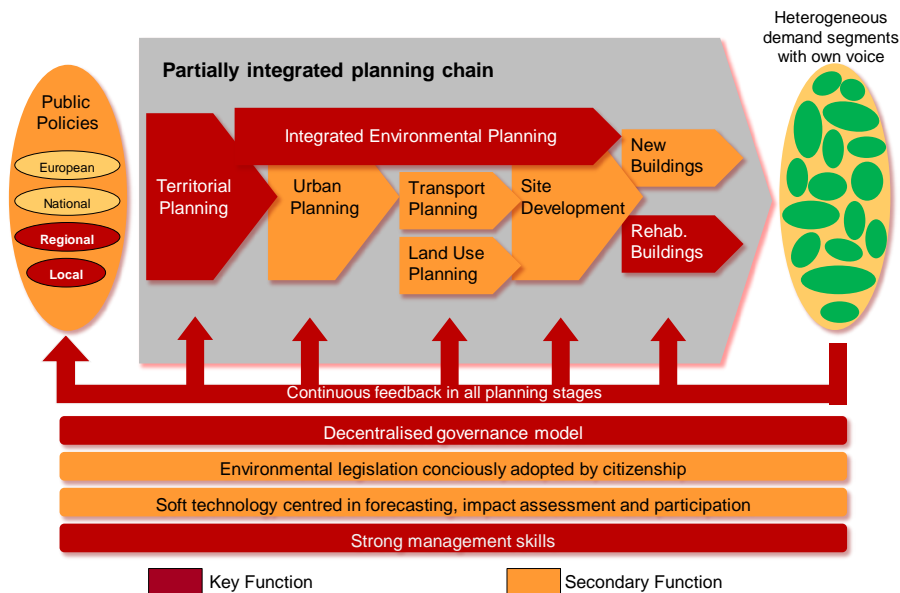 Heterogeneous
demand segments
with own voice
Partially integrated planning chain
Public
Policies
European
National
Regional
Local
Integrated Environmental Planning
Territorial
Planning
Urban
Planning
Transport
Planning
Land Use
Planning
Site
Development
New
Buildings
Rehab.
Buildings
Continuous feedback in all planning stages
Decentralised governance model
Environmental legislation conciously adopted by citizenship
Soft technology centred in forecasting, impact assessment and participation
Strong management skills
Key Function
Secondary Function